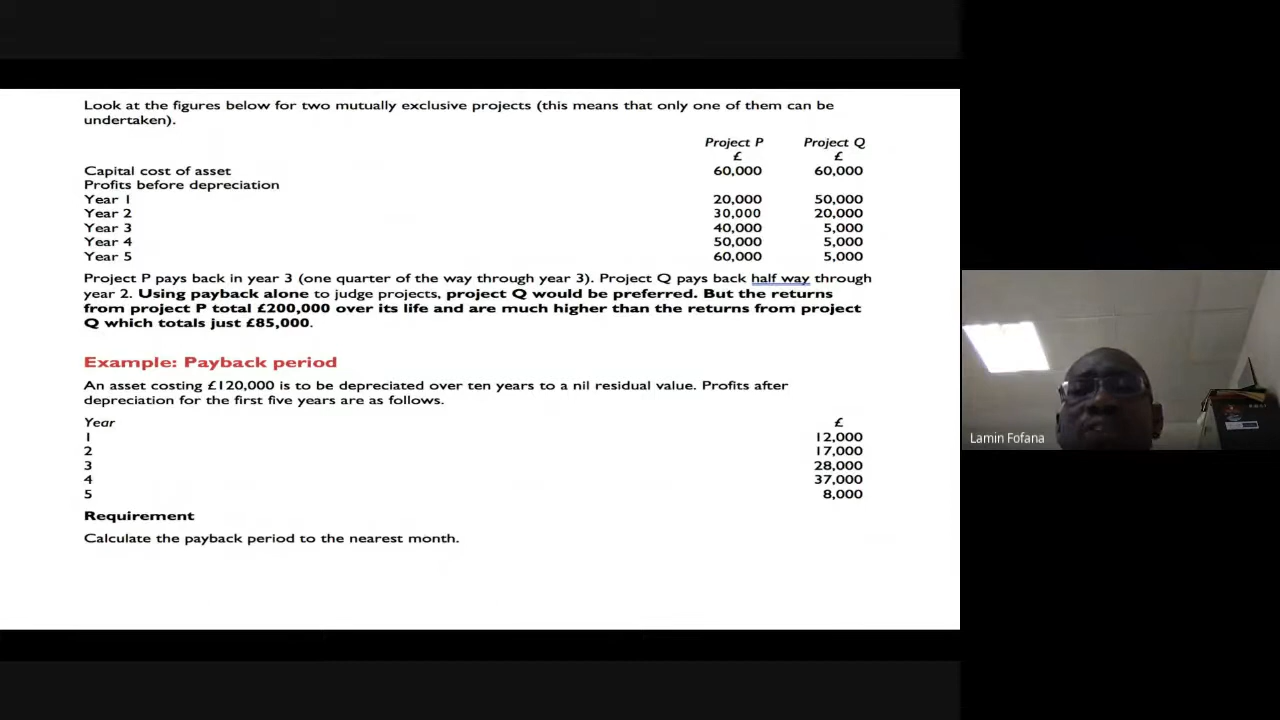 Look at the figures below for two mutually exclusive projects (this means that only one of them can be
undertaken).
Project P Project Q
£ £
Capital cost of asset 60,000 60,000
Profits before depreciation
Year 1 20,000 50,000
Year 2 30,000 20,000
Year 3 40,000 5,000
Year 4 50,000 5,000
Year 5 60,000 5,000
Project P pays back in year 3 (one quarter of the way through year 3). Project Q pays back half way through
year 2. Using payback alone to judge projects, project Q would be preferred. But the returns
from project P total £200,000 over its life and are much higher than the returns from project
Q which totals just £85,000.
Example: Payback period
An asset costing £120,000 is to be depreciated over ten years to a nil residual value. Profits after
depreciation for the first five years are as follows.
Year £
1 12,000
2 17,000
3 28,000
4 37,000
5 8,000
Requirement
Calculate the payback period to the nearest month.
Lamin Fofana